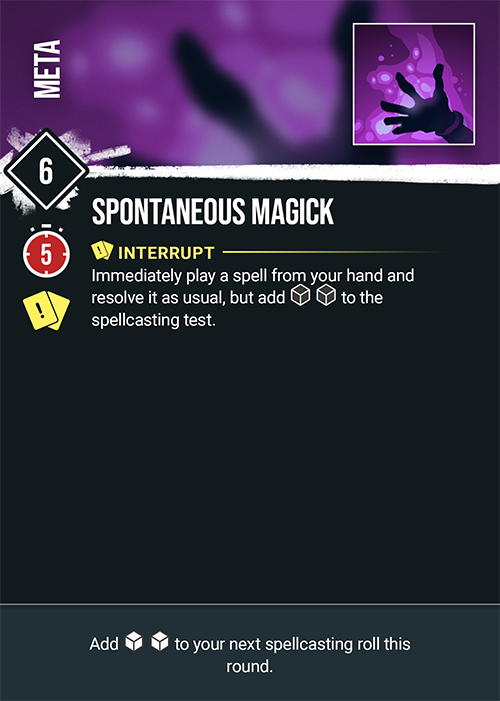 META
6
SPONTANEOUS MAGICK
5
! INTERRUPT
Immediately play a spell from your hand and
resolve it as usual, but add to the
spellcasting test.
!
Add to your next spellcasting roll this
round.